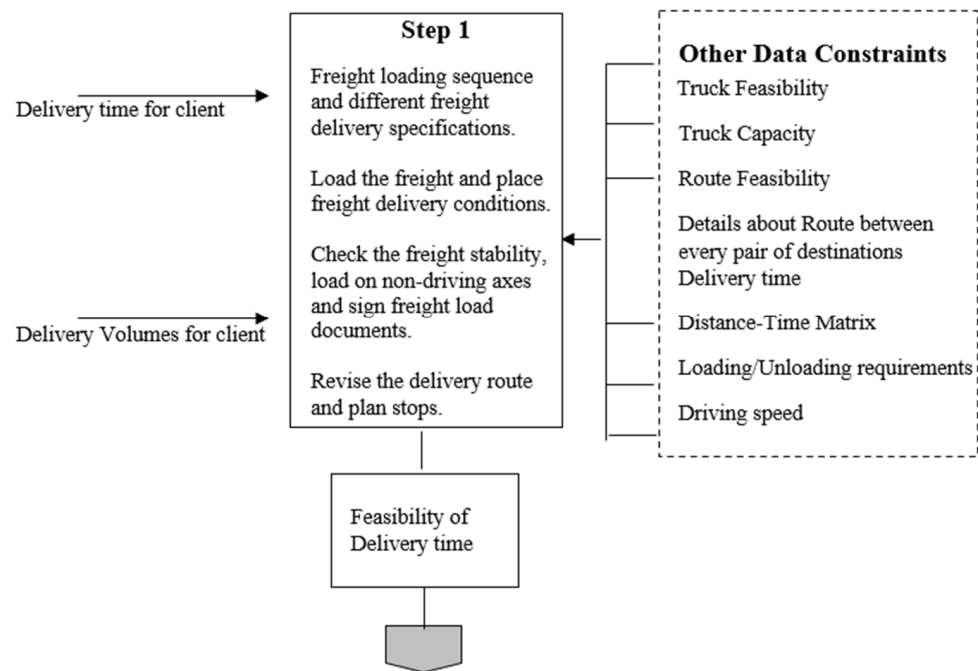 Delivery time for client
Delivery Volumes for client
Step 1
Freight loading sequence
and different freight
delivery specifications.
Load the freight and place
freight delivery conditions.
Check the freight stability,
load on non-driving axes
and sign freight load
documents.
Revise the delivery route
and plan stops.
Other Data Constraints
Truck Feasibility
Truck Capacity
Route Feasibility
Details about Route between
every pair of destinations
Delivery time
Distance-Time Matrix
Loading/Unloading requirements
Driving speed
Feasibility of
Delivery time